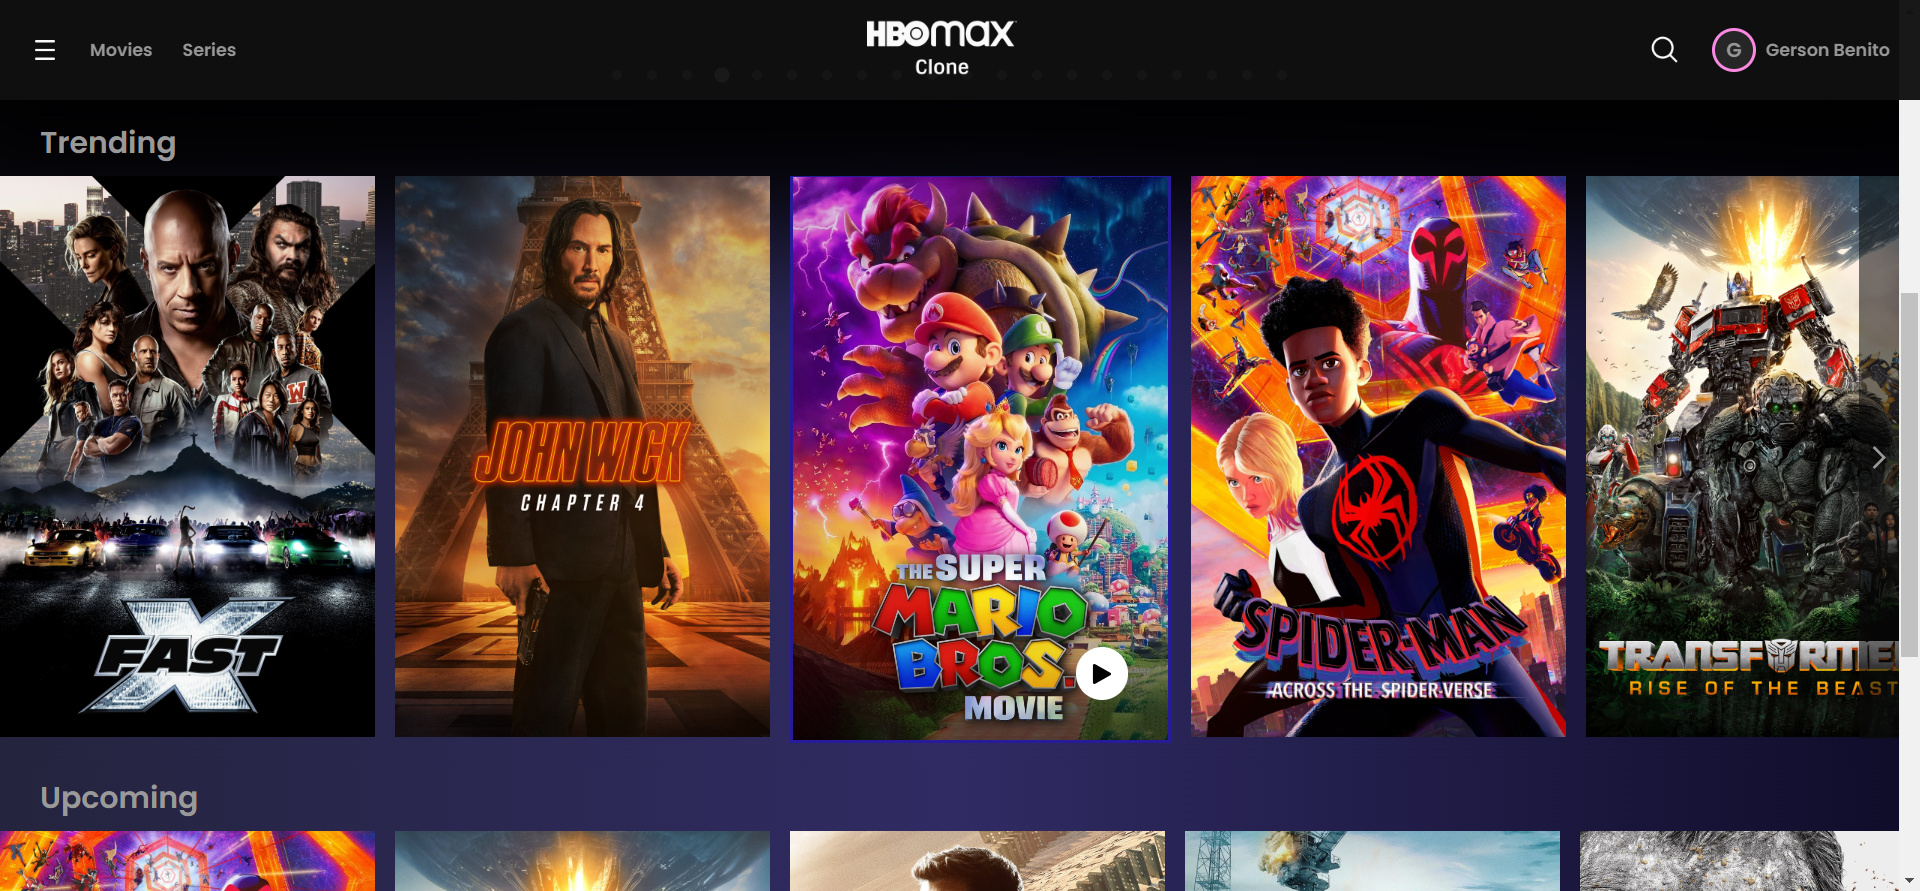 Movies
Series
HBOMAX
Clone
G
Gerson Benito
Trending
FAST X
W
JOHN WICK
CHAPTER 4
THE SUPER
MARIO
BROS.
MOVIE
SPIDER-MAN
ACROSS THE SPIDER-VERSE
TRANSFORME
RISE OF THE BEAST
Upcoming